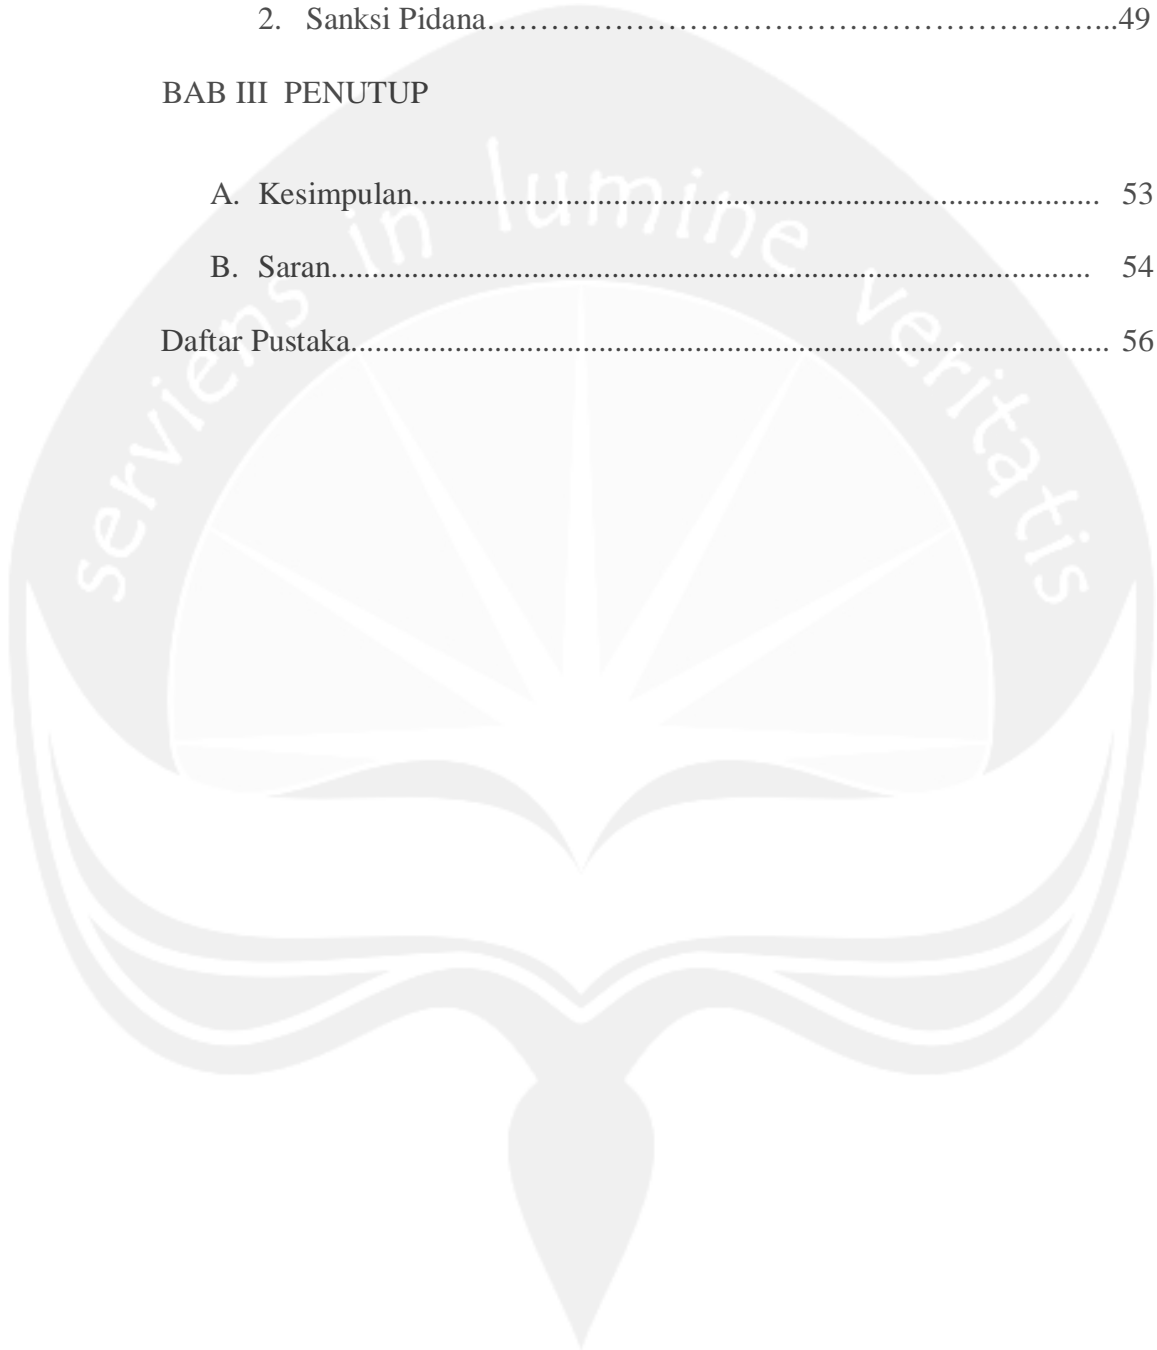 2. Sanksi Pidana…………………………………………………………...49
BAB III PENUTUP
A. Kesimpulan..................................................................................... 53
B. Saran.............................................................................................. 54
Daftar Pustaka.............................................................................................. 56
serviens in lumine veritatis